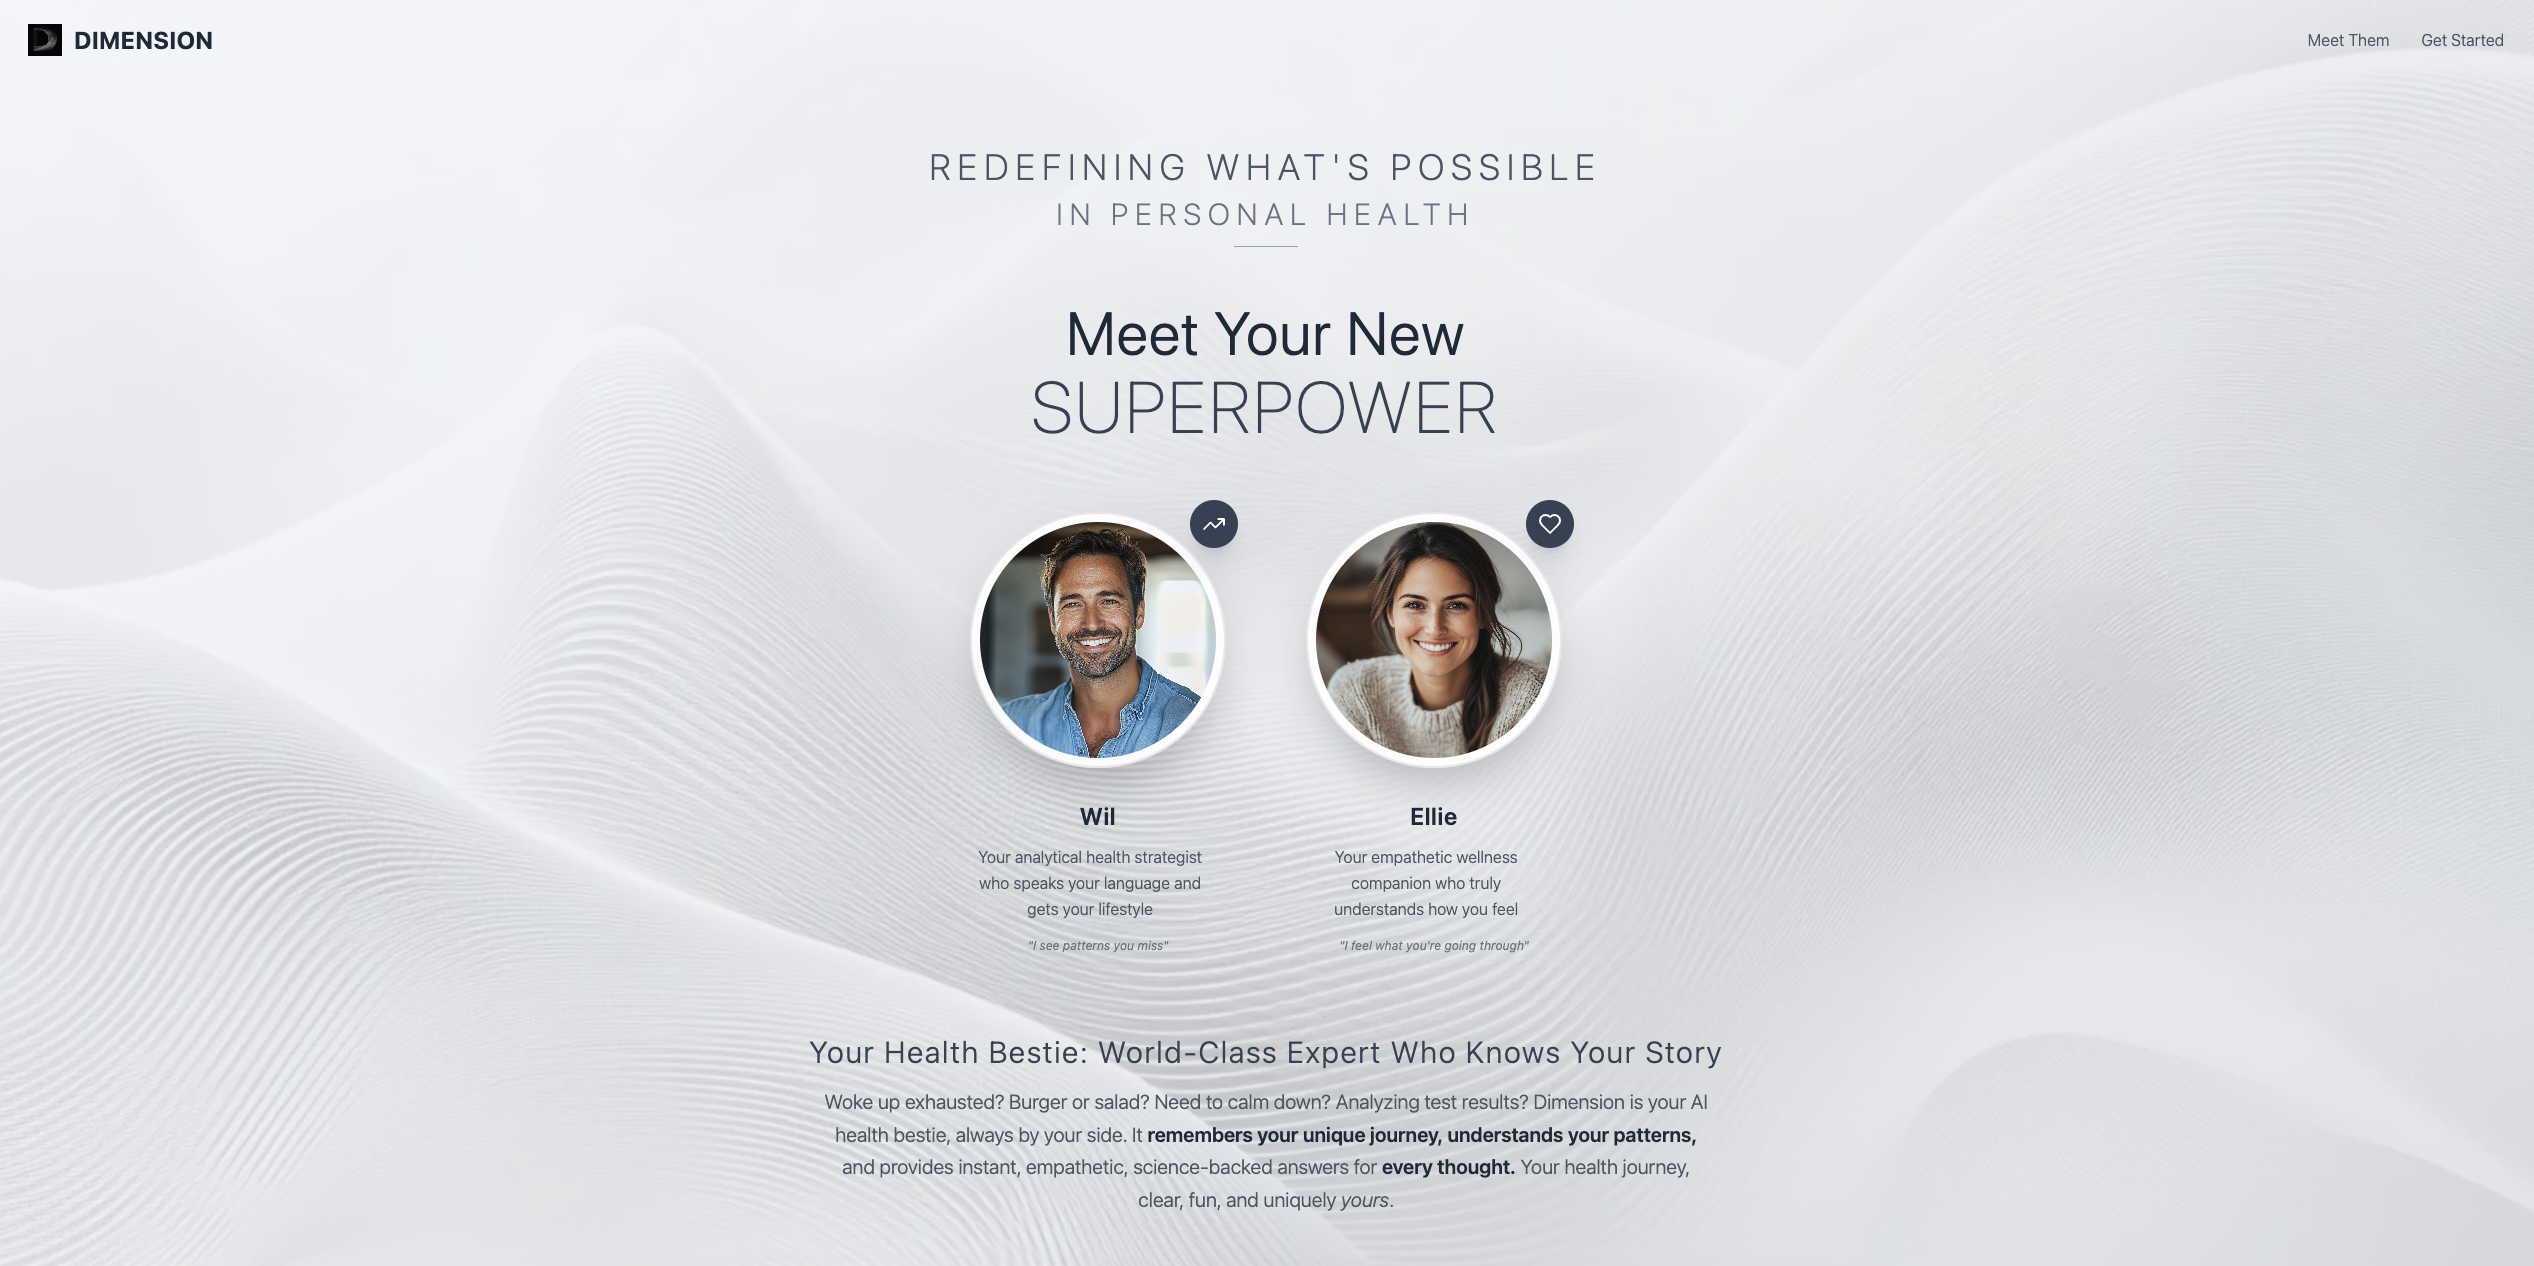 DIMENSION
Meet Them
Get Started
REDEFINING WHAT'S POSSIBLE
IN PERSONAL HEALTH
Meet Your New
SUPERPOWER
Wil
Your analytical health strategist
who speaks your language and
gets your lifestyle
"I see patterns you miss"
Ellie
Your empathetic wellness
companion who truly
understands how you feel
"I feel what you're going through"
Your Health Bestie: World-Class Expert Who Knows Your Story
Woke up exhausted? Burger or salad? Need to calm down? Analyzing test results? Dimension is your AI
health bestie, always by your side. It remembers your unique journey, understands your patterns,
and provides instant, empathetic, science-backed answers for every thought. Your health journey,
clear, fun, and uniquely yours.